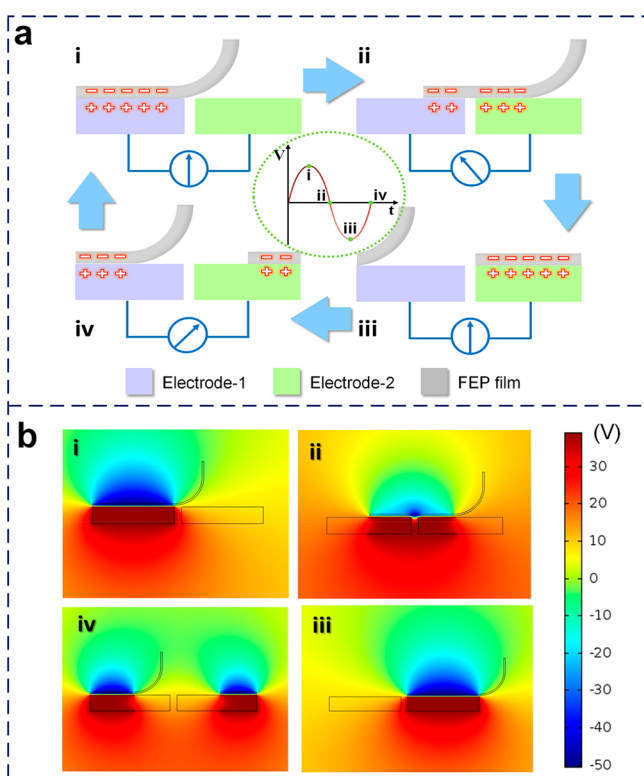 a
i
ii
V
i
ii
iv
t
iii
iv
iii
Electrode-1
Electrode-2
FEP film
b
i
ii
(V)
30
20
10
0
-10
-20
-30
-40
-50
iv
iii